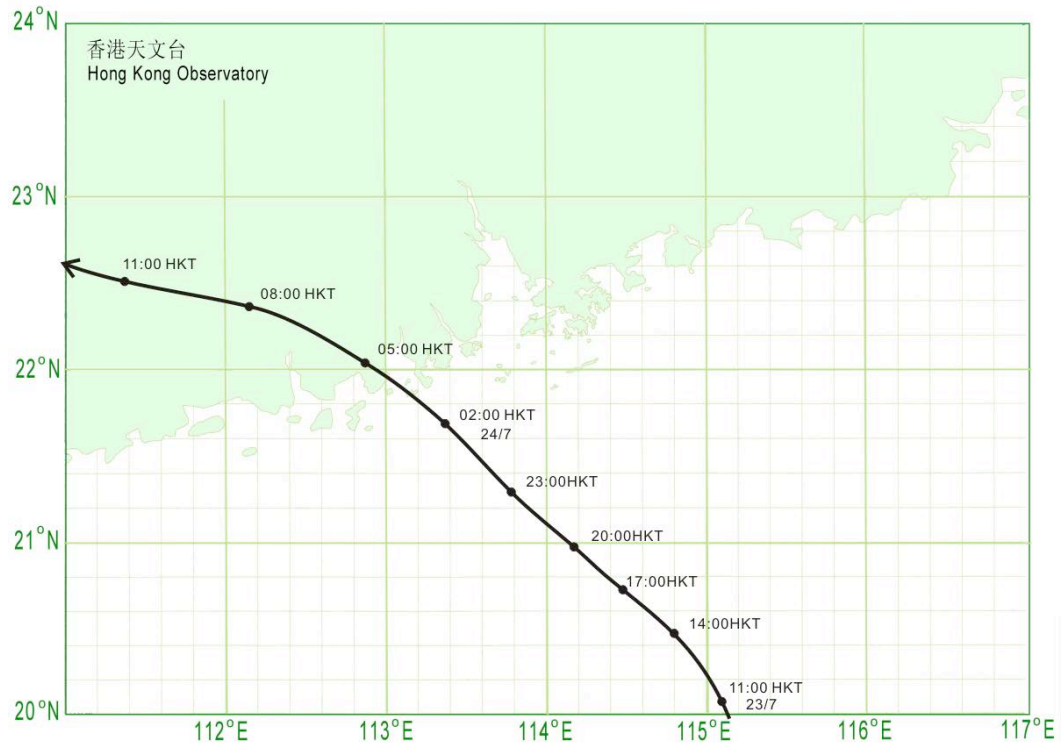 24°N
香港天文台
Hong Kong Observatory
23°N
11:00 HKT
08:00 HKT
05:00 HKT
22°N
02:00 HKT
24/7
23:00HKT
21°N
20:00HKT
17:00HKT
14:00HKT
11:00 HKT
23/7
20°N
112°E
113°E
114°E
115°E
116°E
117°E